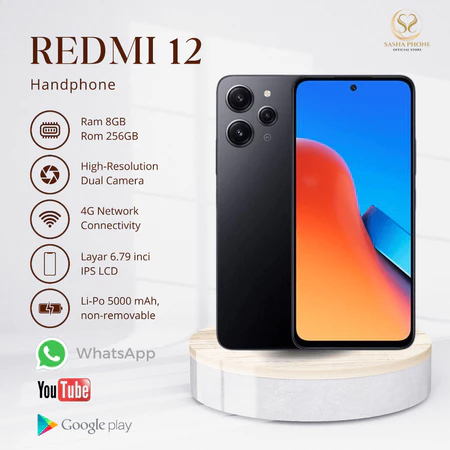 SASHA PHONE
OFFICIAL STORE
REDMI 12
Handphone
Ram 8GB
Rom 256GB
High-Resolution
Dual Camera
4G Network
Connectivity
Layar 6.79 inci
IPS LCD
Li-Po 5000 mAh,
non-removable
WhatsApp
YouTube
Google play